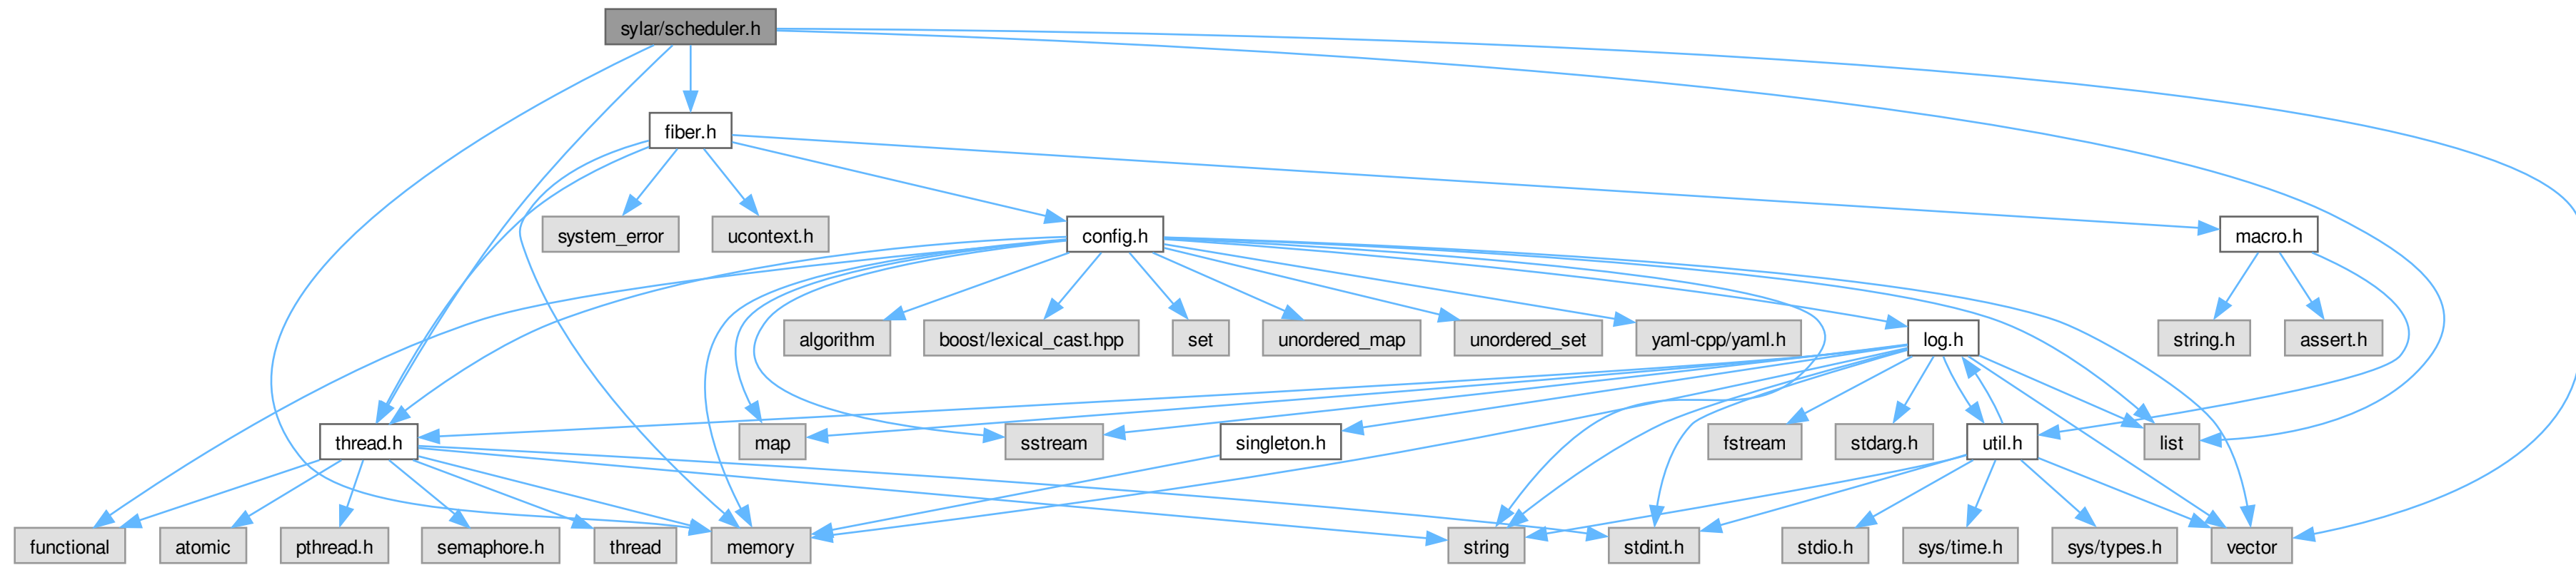 sylar/scheduler.h
fiber.h
system_error
ucontext.h
config.h
macro.h
algorithm
boost/lexical_cast.hpp
set
unordered_map
unordered_set
yaml-cpp/yaml.h
log.h
string.h
assert.h
thread.h
map
sstream
singleton.h
fstream
stdarg.h
util.h
list
functional
atomic
pthread.h
semaphore.h
thread
memory
string
stdint.h
stdio.h
sys/time.h
sys/types.h
vector